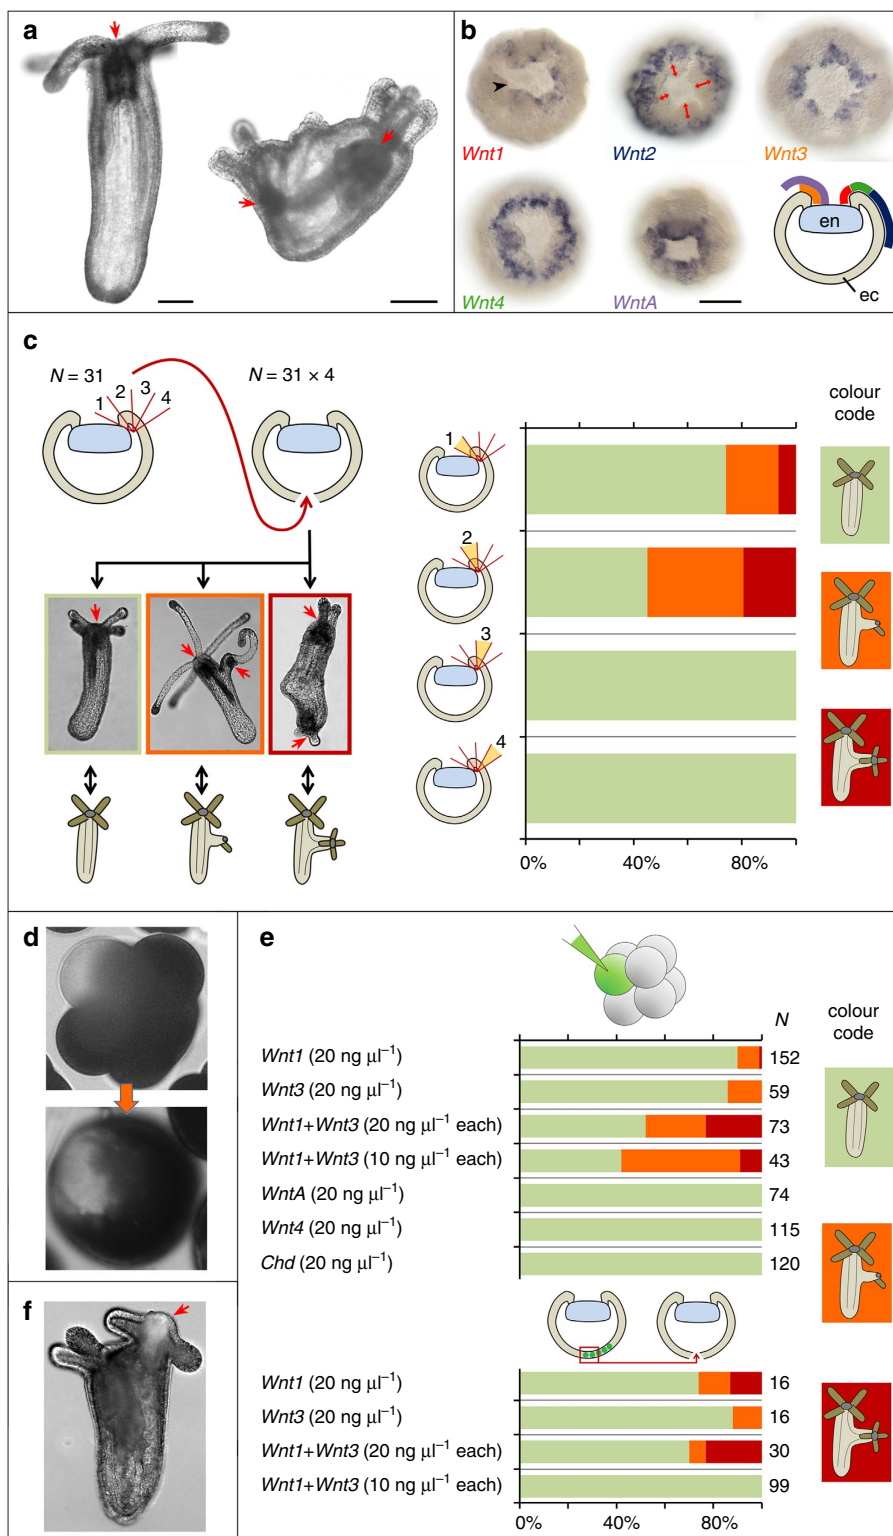 a
b
Wnt1
Wnt2
Wnt3
Wnt4
WntA
en
ec
c
N = 31
N = 31 × 4
1
2
3
4
1
2
3
4
0%
40%
80%
colour
code
d
e
N
colour
code
Wnt1 (20 ng μl⁻¹) 152
Wnt3 (20 ng μl⁻¹) 59
Wnt1+Wnt3 (20 ng μl⁻¹ each) 73
Wnt1+Wnt3 (10 ng μl⁻¹ each) 43
WntA (20 ng μl⁻¹) 74
Wnt4 (20 ng μl⁻¹) 115
Chd (20 ng μl⁻¹) 120
f
Wnt1 (20 ng μl⁻¹) 16
Wnt3 (20 ng μl⁻¹) 16
Wnt1+Wnt3 (20 ng μl⁻¹ each) 30
Wnt1+Wnt3 (10 ng μl⁻¹ each) 99
0%
40%
80%